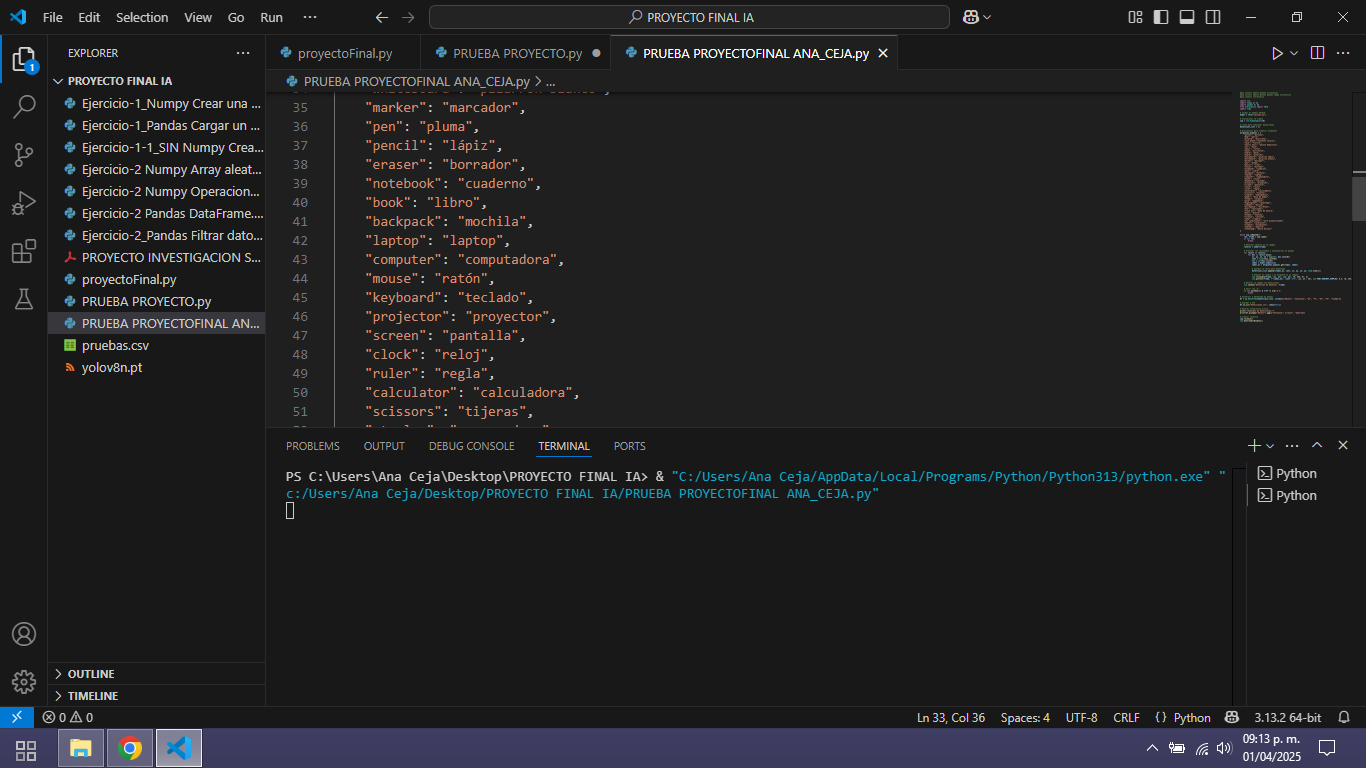 File Edit Selection View Go Run ··· PROYECTO FINAL IA
EXPLORER ···
PROYECTO FINAL IA
Ejercicio-1_Numpy Crear una ...
Ejercicio-1_Pandas Cargar un ...
Ejercicio-1-1_SIN Numpy Crea...
Ejercicio-2 Numpy Array aleat...
Ejercicio-2 Numpy Operacion...
Ejercicio-2 Pandas DataFrame....
Ejercicio-2_Pandas Filtrar dato...
PROYECTO INVESTIGACION S...
proyectoFinal.py
PRUEBA PROYECTO.py
PRUEBA PROYECTOFINAL AN...
pruebas.csv
yolov8n.pt
OUTLINE
TIMELINE
1
proyectoFinal.py PRUEBA PROYECTO.py PRUEBA PROYECTOFINAL ANA_CEJA.py
PRUEBA PROYECTOFINAL ANA_CEJA.py > ...
35 "marker": "marcador",
36 "pen": "pluma",
37 "pencil": "lápiz",
38 "eraser": "borrador",
39 "notebook": "cuaderno",
40 "book": "libro",
41 "backpack": "mochila",
42 "laptop": "laptop",
43 "computer": "computadora",
44 "mouse": "ratón",
45 "keyboard": "teclado",
46 "projector": "proyector",
47 "screen": "pantalla",
48 "clock": "reloj",
49 "ruler": "regla",
50 "calculator": "calculadora",
51 "scissors": "tijeras",
PROBLEMS OUTPUT DEBUG CONSOLE TERMINAL PORTS
PS C:\Users\Ana Ceja\Desktop\PROYECTO FINAL IA> & "C:/Users/Ana Ceja/AppData/Local/Programs/Python/Python313/python.exe" "
c:/Users/Ana Ceja/Desktop/PROYECTO FINAL IA/PRUEBA PROYECTOFINAL ANA_CEJA.py"
Python
Python
0 0 Ln 33, Col 36 Spaces: 4 UTF-8 CRLF {} Python 3.13.2 64-bit
09:13 p. m.
01/04/2025